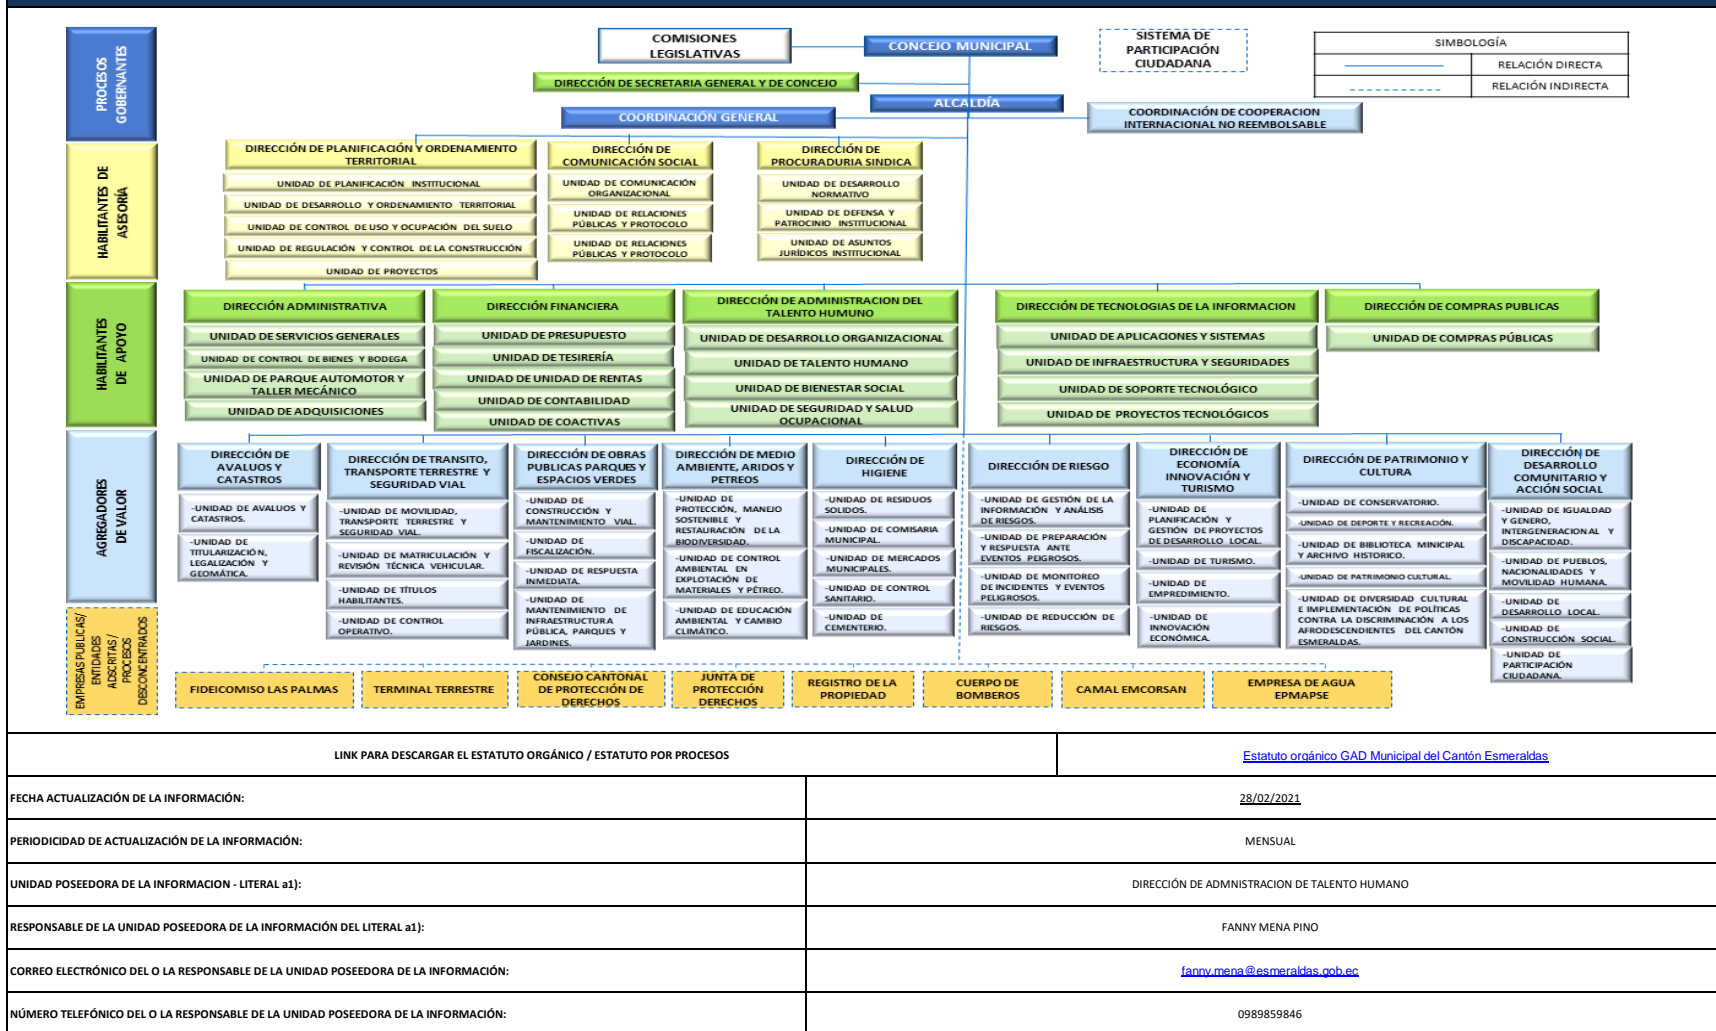 PROCESOS
GOBERNANTES
COMISIONES
LEGISLATIVAS
CONCEJO MUNICIPAL
SISTEMA DE
PARTICIPACIÓN
CIUDADANA
SIMBOLOGÍA
RELACIÓN DIRECTA
RELACIÓN INDIRECTA
DIRECCIÓN DE SECRETARIA GENERAL Y DE CONCEJO
ALCALDÍA
COORDINACIÓN GENERAL
COORDINACIÓN DE COOPERACION
INTERNACIONAL NO REEMBOLSABLE
HABILITANTES DE
ASESORÍA
DIRECCIÓN DE PLANIFICACIÓN Y ORDENAMIENTO
TERRITORIAL
UNIDAD DE PLANIFICACIÓN INSTITUCIONAL
UNIDAD DE DESARROLLO Y ORDENAMIENTO TERRITORIAL
UNIDAD DE CONTROL DE USO Y OCUPACIÓN DEL SUELO
UNIDAD DE REGULACIÓN Y CONTROL DE LA CONSTRUCCIÓN
UNIDAD DE PROYECTOS
DIRECCIÓN DE
COMUNICACIÓN SOCIAL
UNIDAD DE COMUNICACIÓN
ORGANIZACIONAL
UNIDAD DE RELACIONES
PÚBLICAS Y PROTOCOLO
UNIDAD DE RELACIONES
PÚBLICAS Y PROTOCOLO
DIRECCIÓN DE
PROCURADURIA SINDICA
UNIDAD DE DESARROLLO
NORMATIVO
UNIDAD DE DEFENSA Y
PATROCINIO INSTITUCIONAL
UNIDAD DE ASUNTOS
JURÍDICOS INSTITUCIONAL
HABILITANTES
DE APOYO
DIRECCIÓN ADMINISTRATIVA
UNIDAD DE SERVICIOS GENERALES
UNIDAD DE CONTROL DE BIENES Y BODEGA
UNIDAD DE PARQUE AUTOMOTOR Y
TALLER MECÁNICO
UNIDAD DE ADQUISICIONES
DIRECCIÓN FINANCIERA
UNIDAD DE PRESUPUESTO
UNIDAD DE TESIRERÍA
UNIDAD DE UNIDAD DE RENTAS
UNIDAD DE CONTABILIDAD
UNIDAD DE COACTIVAS
DIRECCIÓN DE ADMINISTRACION DEL
TALENTO HUMUNO
UNIDAD DE DESARROLLO ORGANIZACIONAL
UNIDAD DE TALENTO HUMANO
UNIDAD DE BIENESTAR SOCIAL
UNIDAD DE SEGURIDAD Y SALUD
OCUPACIONAL
DIRECCIÓN DE TECNOLOGIAS DE LA INFORMACION
UNIDAD DE APLICACIONES Y SISTEMAS
UNIDAD DE INFRAESTRUCTURA Y SEGURIDADES
UNIDAD DE SOPORTE TECNOLÓGICO
UNIDAD DE PROYECTOS TECNOLÓGICOS
DIRECCIÓN DE COMPRAS PUBLICAS
UNIDAD DE COMPRAS PÚBLICAS
AGREGADORES
DE VALOR
DIRECCIÓN DE
AVALUOS Y
CATASTROS
-UNIDAD DE AVALUOS Y
CATASTROS.
-UNIDAD DE
TITULARIZACIÓN,
LEGALIZACIÓN Y
GEOMÁTICA.
DIRECCIÓN DE TRANSITO,
TRANSPORTE TERRESTRE Y
SEGURIDAD VIAL
-UNIDAD DE MOVILIDAD,
TRANSPORTE TERRESTRE Y
SEGURIDAD VIAL.
-UNIDAD DE MATRICULACIÓN Y
REVISIÓN TÉCNICA VEHICULAR.
-UNIDAD DE TÍTULOS
HABILITANTES.
-UNIDAD DE CONTROL
OPERATIVO.
DIRECCIÓN DE OBRAS
PUBLICAS PARQUES Y
ESPACIOS VERDES
-UNIDAD DE
CONSTRUCCIÓN Y
MANTENIMIENTO VIAL.
-UNIDAD DE
FISCALIZACIÓN.
-UNIDAD DE RESPUESTA
INMEDIATA.
-UNIDAD DE
MANTENIMIENTO DE
INFRAESTRUCTURA
PÚBLICA, PARQUES Y
JARDINES.
DIRECCIÓN DE MEDIO
AMBIENTE, ARIDOS Y
PETREOS
-UNIDAD DE
PROTECCIÓN, MANEJO
SOSTENIBLE Y
RESTAURACIÓN DE LA
BIODIVERSIDAD.
-UNIDAD DE CONTROL
AMBIENTAL EN
EXPLOTACIÓN DE
MATERIALES Y PÉTREO.
-UNIDAD DE EDUCACIÓN
AMBIENTAL Y CAMBIO
CLIMÁTICO.
DIRECCIÓN DE
HIGIENE
-UNIDAD DE RESIDUOS
SOLIDOS.
-UNIDAD DE COMISARIA
MUNICIPAL.
-UNIDAD DE MERCADOS
MUNICIPALES.
-UNIDAD DE CONTROL
SANITARIO.
-UNIDAD DE
CEMENTERIO.
DIRECCIÓN DE RIESGO
-UNIDAD DE GESTIÓN DE LA
INFORMACIÓN Y ANÁLISIS
DE RIESGOS.
-UNIDAD DE PREPARACIÓN
Y RESPUESTA ANTE
EVENTOS PEIGROSOS.
-UNIDAD DE MONITOREO
DE INCIDENTES Y EVENTOS
PELIGROSOS.
-UNIDAD DE REDUCCIÓN DE
RIESGOS.
DIRECCIÓN DE
ECONOMÍA
INNOVACIÓN Y
TURISMO
-UNIDAD DE
PLANIFICACIÓN Y
GESTIÓN DE PROYECTOS
DE DESARROLLO LOCAL.
-UNIDAD DE TURISMO.
-UNIDAD DE
EMPREDIMIENTO.
-UNIDAD DE
INNOVACIÓN
ECONÓMICA.
DIRECCIÓN DE PATRIMONIO Y
CULTURA
-UNIDAD DE CONSERVATORIO.
-UNIDAD DE DEPORTE Y RECREACIÓN.
-UNIDAD DE BIBLIOTECA MINICIPAL
Y ARCHIVO HISTORICO.
-UNIDAD DE PATRIMONIO CULTURAL.
-UNIDAD DE DIVERSIDAD CULTURAL
E IMPLEMENTACIÓN DE POLÍTICAS
CONTRA LA DISCRIMINACIÓN A LOS
AFRODESCENDIENTES DEL CANTÓN
ESMERALDAS.
DIRECCIÓN DE
DESARROLLO
COMUNITARIO Y
ACCIÓN SOCIAL
-UNIDAD DE IGUALDAD
Y GENERO,
INTERGENERACIONAL Y
DISCAPACIDAD.
-UNIDAD DE PUEBLOS,
NACIONALIDADES Y
MOVILIDAD HUMANA.
-UNIDAD DE
DESARROLLO LOCAL.
-UNIDAD DE
CONSTRUCCIÓN SOCIAL.
-UNIDAD DE
PARTICIPACIÓN
CIUDADANA.
EMPRESAS PUBLICAS/
ENTIDADES
ADSCRITAS/
PROCESOS
DESCONCENTRADOS
FIDEICOMISO LAS PALMAS
TERMINAL TERRESTRE
CONSEJO CANTONAL
DE PROTECCIÓN DE
DERECHOS
JUNTA DE
PROTECCIÓN
DERECHOS
REGISTRO DE LA
PROPIEDAD
CUERPO DE
BOMBEROS
CAMAL EMCORSAN
EMPRESA DE AGUA
EPMAPSE
LINK PARA DESCARGAR EL ESTATUTO ORGÁNICO / ESTATUTO POR PROCESOS
Estatuto orgánico GAD Municipal del Cantón Esmeraldas
FECHA ACTUALIZACIÓN DE LA INFORMACIÓN:
28/02/2021
PERIODICIDAD DE ACTUALIZACIÓN DE LA INFORMACIÓN:
MENSUAL
UNIDAD POSEEDORA DE LA INFORMACION - LITERAL a1):
DIRECCIÓN DE ADMNISTRACION DE TALENTO HUMANO
RESPONSABLE DE LA UNIDAD POSEEDORA DE LA INFORMACIÓN DEL LITERAL a1):
FANNY MENA PINO
CORREO ELECTRÓNICO DEL O LA RESPONSABLE DE LA UNIDAD POSEEDORA DE LA INFORMACIÓN:
fanny.mena@esmeraldas.gob.ec
NÚMERO TELEFÓNICO DEL O LA RESPONSABLE DE LA UNIDAD POSEEDORA DE LA INFORMACIÓN:
0989859846